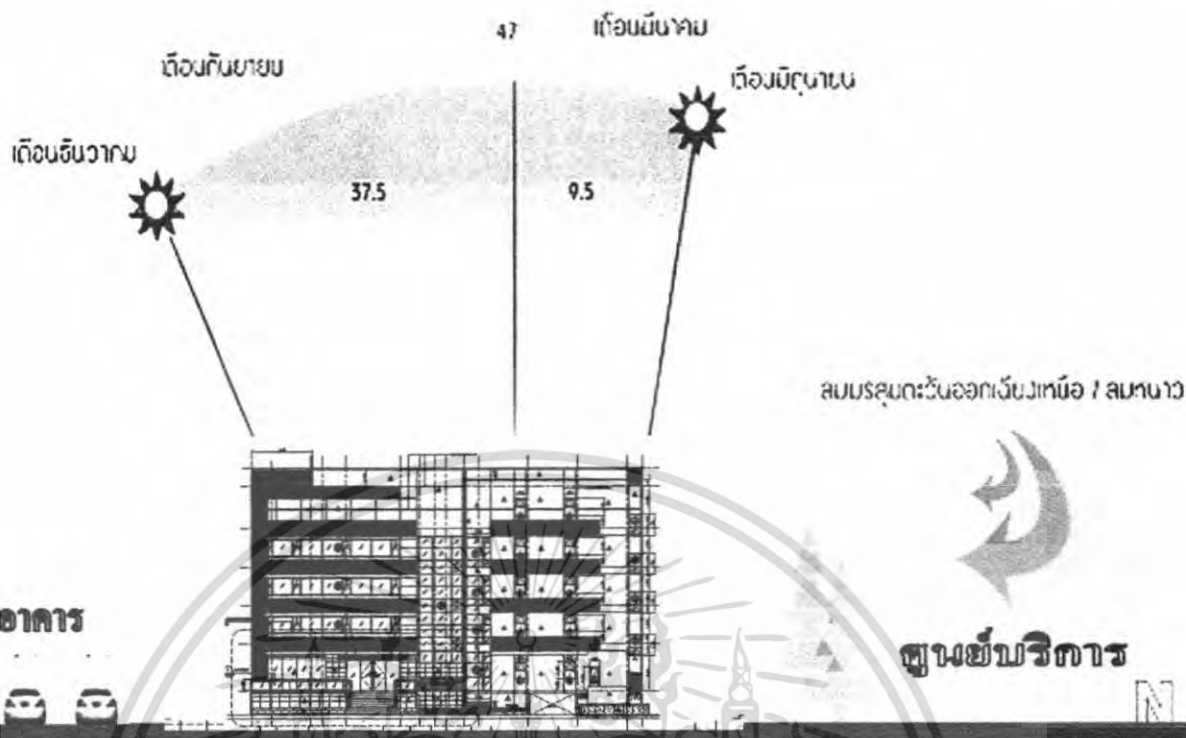 47
เดือนมีนาคม
เดือนกันยายน
เดือนมิถุนายน
เดือนธันวาคม
37.5
9.5
ลมมรสุมตะวันออกเฉียงเหนือ / ลมหนาว
อาคาร
ศูนย์บริการ
N